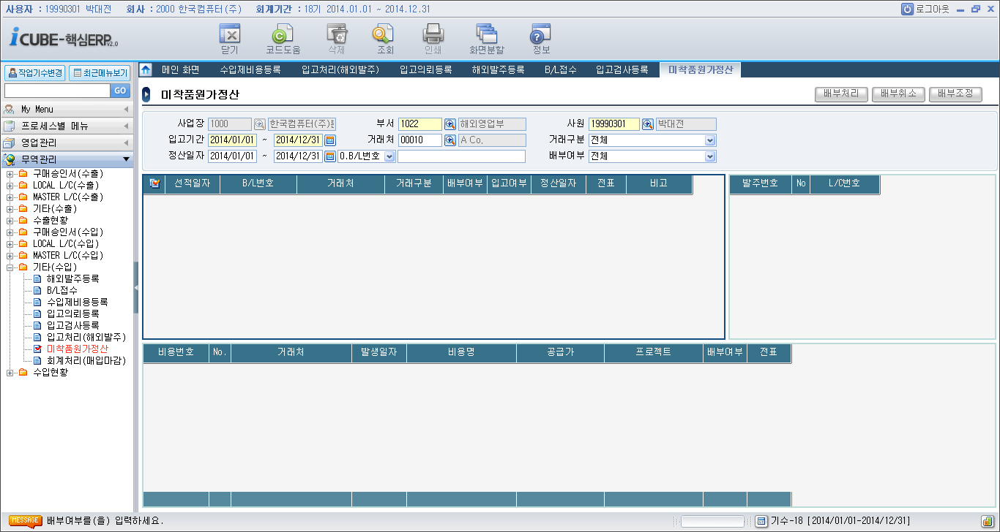 사용자 : 19990301 박대전 회사 : 2000 한국컴퓨터(주) 회계기간 : 18기 2014.01.01 ~ 2014.12.31 로그아웃
iCUBE-핵심ERP v2.0
닫기 코드도움 삭제 조회 인쇄 화면분할 정보
작업기수변경 최근메뉴보기
GO
My Menu
프로세스별 메뉴
영업관리
무역관리
구매승인서(수출)
LOCAL L/C(수출)
MASTER L/C(수출)
기타(수출)
수출현황
구매승인서(수입)
LOCAL L/C(수입)
MASTER L/C(수입)
기타(수입)
해외발주등록
B/L접수
수입제비용등록
입고의뢰등록
입고검사등록
입고처리(해외발주)
미착품원가정산
회계처리(매입마감)
수입현황
메인 화면 수입제비용등록 입고처리(해외발주) 입고의뢰등록 해외발주등록 B/L접수 입고검사등록 미착품원가정산
미착품원가정산 배부처리 배부취소 배부조정
사업장 1000 한국컴퓨터(주) 부서 1022 해외영업부 사원 19990301 박대전
입고기간 2014/01/01 ~ 2014/12/31 거래처 00010 A Co. 거래구분 전체
정산일자 2014/01/01 ~ 2014/12/31 0.B/L번호 배부여부 전체
선적일자 B/L번호 거래처 거래구분 배부여부 입고여부 정산일자 전표 비고
발주번호 No L/C번호
비용번호 No. 거래처 발생일자 비용명 공급가 프로젝트 배부여부 전표
MESSAGE 배부여부를(을) 입력하세요. 기수-18 [2014/01/01-2014/12/31]